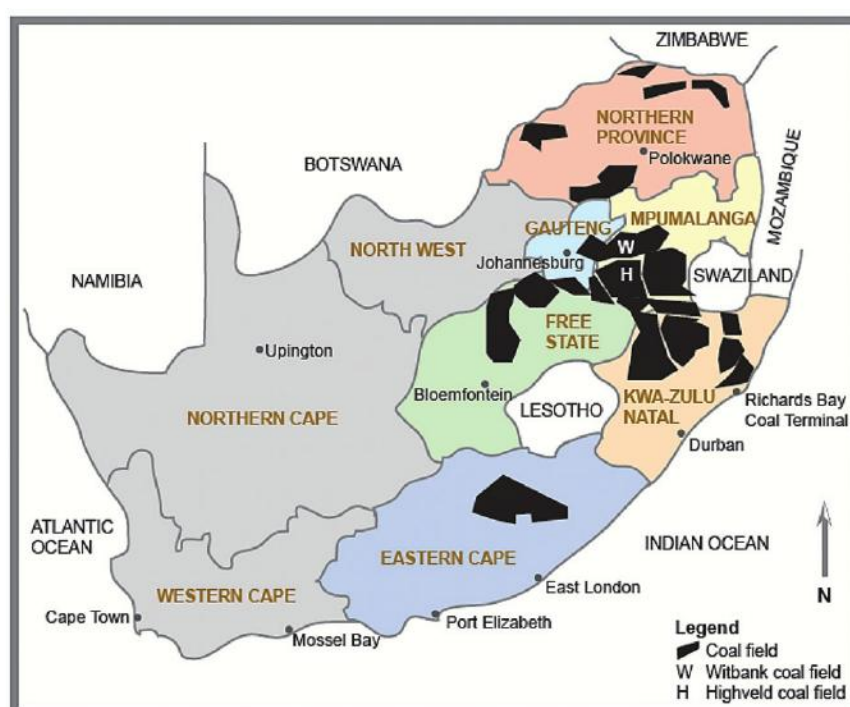 ZIMBABWE
NORTHERN
PROVINCE
Polokwane
MOZAMBIQUE
BOTSWANA
MPUMALANGA
GAUTENG
W
NORTH WEST
Johannesburg
H
SWAZILAND
NAMIBIA
FREE
STATE
Upington
Bloemfontein
KWA-ZULU
NATAL
Richards Bay
Coal Terminal
LESOTHO
NORTHERN CAPE
Durban
ATLANTIC
OCEAN
INDIAN OCEAN
EASTERN CAPE
East London
WESTERN CAPE
N
Cape Town
Port Elizabeth
Mossel Bay
Legend
Coal field
W Witbank coal field
H Highveld coal field